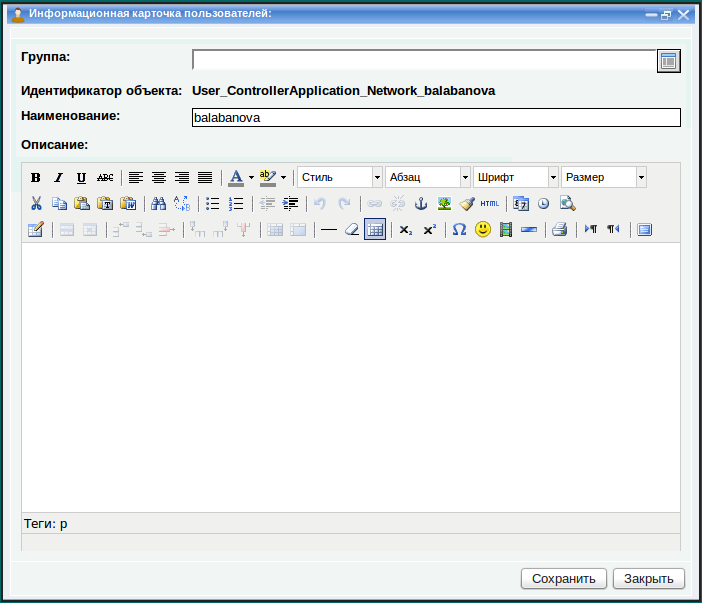 Информационная карточка пользователей:
Группа:
Идентификатор объекта: User_ControllerApplication_Network_balabanova
Наименование: balabanova
Описание:
B I U ABC A ab Стиль Абзац Шрифт Размер
HTML
Теги: p
Сохранить Закрыть